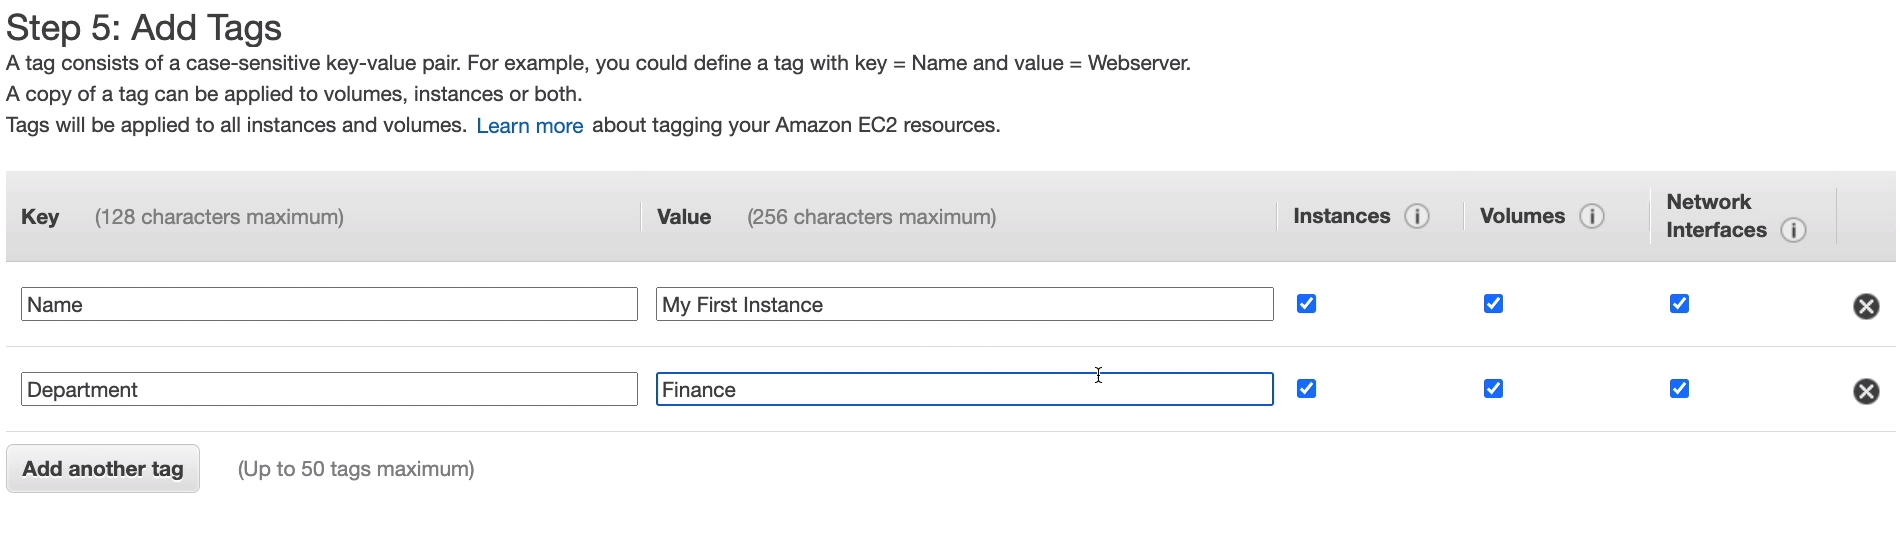 Step 5: Add Tags
A tag consists of a case-sensitive key-value pair. For example, you could define a tag with key = Name and value = Webserver.
A copy of a tag can be applied to volumes, instances or both.
Tags will be applied to all instances and volumes. Learn more about tagging your Amazon EC2 resources.
Key (128 characters maximum) Value (256 characters maximum) Instances Volumes Network Interfaces
Name My First Instance
Department Finance
Add another tag (Up to 50 tags maximum)